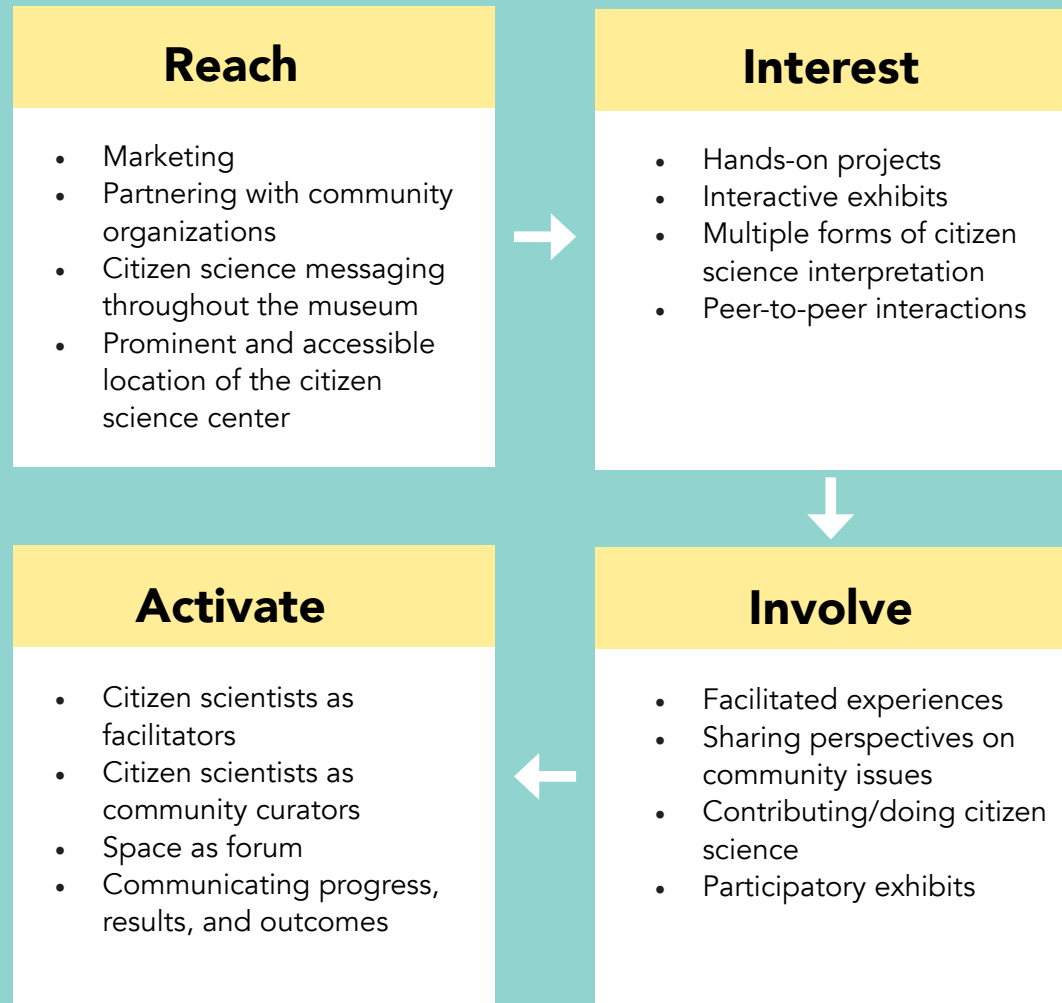 Reach
• Marketing
• Partnering with community
organizations
• Citizen science messaging
throughout the museum
• Prominent and accessible
location of the citizen
science center
Interest
• Hands-on projects
• Interactive exhibits
• Multiple forms of citizen
science interpretation
• Peer-to-peer interactions
Involve
• Facilitated experiences
• Sharing perspectives on
community issues
• Contributing/doing citizen
science
• Participatory exhibits
Activate
• Citizen scientists as
facilitators
• Citizen scientists as
community curators
• Space as forum
• Communicating progress,
results, and outcomes